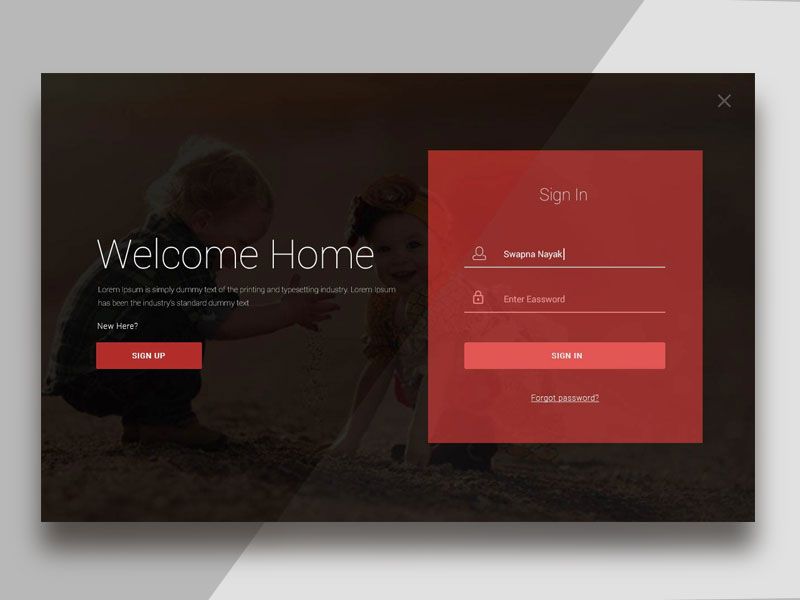 Welcome Home
Lorem Ipsum is simply dummy text of the printing and typesetting industry. Lorem Ipsum
has been the industry's standard dummy text
New Here?
SIGN UP
Sign In
Swapna Nayak
Enter Eassword
SIGN IN
Forgot password?